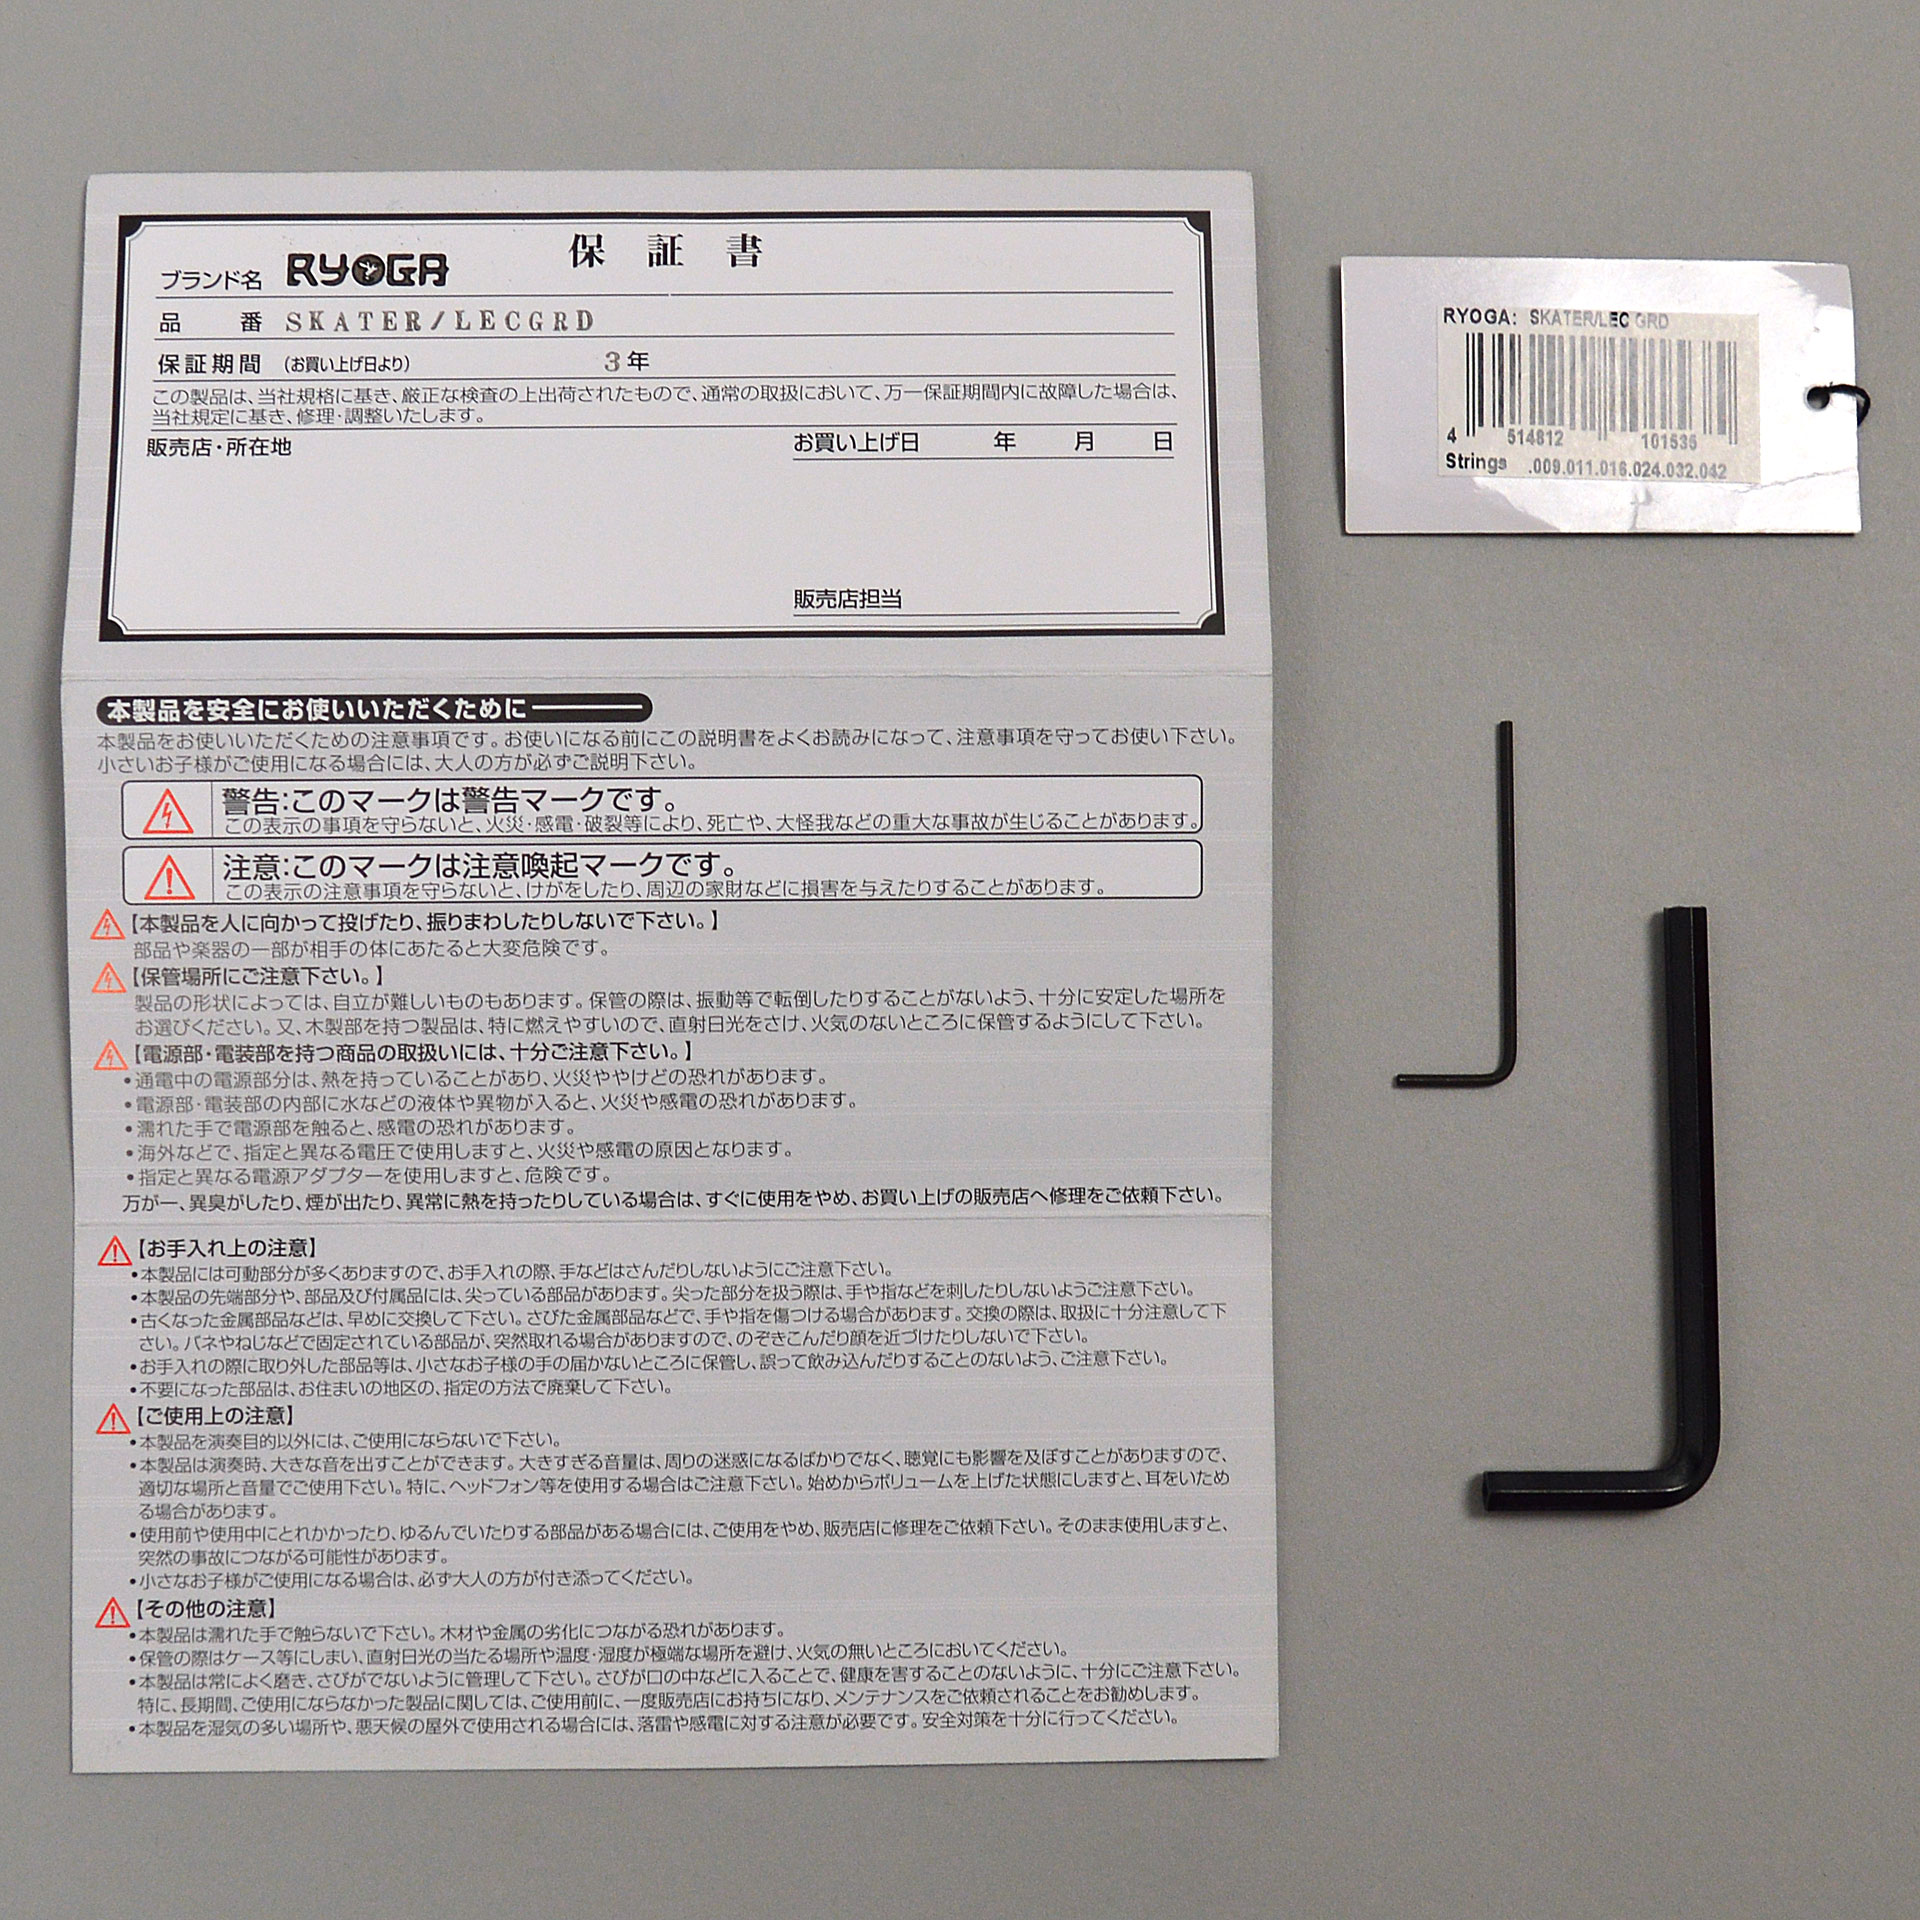 保証書
ブランド名 RYOGA
品番 SKATER/LECGRD
保証期間 (お買い上げ日より) 3年
この製品は、当社規格に基き、厳正な検査の上出荷されたもので、通常の取扱において、万一保証期間内に故障した場合は、
当社規定に基き、修理・調整いたします。
販売店・所在地 お買い上げ日 年 月 日
販売店担当
本製品を安全にお使いいただくために
本製品をお使いいただくための注意事項です。お使いになる前にこの説明書をよくお読みになって、注意事項を守ってお使い下さい。
小さいお子様がご使用になる場合には、大人の方が必ずご説明下さい。
警告:このマークは警告マークです。
この表示の事項を守らないと、火災・感電・破裂等により、死亡や、大怪我などの重大な事故が生じることがあります。
注意:このマークは注意喚起マークです。
この表示の注意事項を守らないと、けがをしたり、周辺の家財などに損害を与えたりすることがあります。
【本製品を人に向かって投げたり、振りまわしたりしないで下さい。】
部品や楽器の一部が相手の体にあたると大変危険です。
【保管場所にご注意下さい。】
製品の形状によっては、自立が難しいものもあります。保管の際は、振動等で転倒したりすることがないよう、十分に安定した場所を
お選びください。又、木製部を持つ製品は、特に燃えやすいので、直射日光をさけ、火気のないところに保管するようにして下さい。
【電源部・電装部を持つ商品の取扱いには、十分ご注意下さい。】
•通電中の電源部分は、熱を持っていることがあり、火災ややけどの恐れがあります。
•電源部・電装部の内部に水などの液体や異物が入ると、火災や感電の恐れがあります。
•濡れた手で電源部を触ると、感電の恐れがあります。
•海外などで、指定と異なる電圧で使用しますと、火災や感電の原因となります。
•指定と異なる電源アダプターを使用しますと、危険です。
万が一、異臭がしたり、煙が出たり、異常に熱を持ったりしている場合は、すぐに使用をやめ、お買い上げの販売店へ修理をご依頼下さい。
【お手入れ上の注意】
•本製品には可動部分が多くありますので、お手入れの際、手などはさんだりしないようにご注意下さい。
•本製品の先端部分や、部品及び付属品には、尖っている部品があります。尖った部分を扱う際は、手や指などを刺したりしないようご注意下さい。
•古くなった金属部品などは、早めに交換して下さい。さびた金属部品などで、手や指を傷つける場合があります。交換の際は、取扱に十分注意して下
さい。バネやねじなどで固定されている部品が、突然取れる場合がありますので、のぞきこんだり顔を近づけたりしないで下さい。
•お手入れの際に取り外した部品等は、小さなお子様の手の届かないところに保管し、誤って飲み込んだりすることのないよう、ご注意下さい。
•不要になった部品は、お住まいの地区の、指定の方法で廃棄して下さい。
【ご使用上の注意】
•本製品を演奏目的以外には、ご使用にならないで下さい。
•本製品は演奏時、大きな音を出すことができます。大きすぎる音量は、周りの迷惑になるばかりでなく、聴覚にも影響を及ぼすことがありますので、
適切な場所と音量でご使用下さい。特に、ヘッドフォン等を使用する場合はご注意下さい。始めからボリュームを上げた状態にしますと、耳をいため
る場合があります。
•使用前や使用中にとれかかったり、ゆるんでいたりする部品がある場合には、ご使用をやめ、販売店に修理をご依頼下さい。そのまま使用しますと、
突然の事故につながる可能性があります。
•小さなお子様がご使用になる場合は、必ず大人の方が付き添ってください。
【その他の注意】
•本製品は濡れた手で触らないで下さい。木材や金属の劣化につながる恐れがあります。
•保管の際はケース等にしまい、直射日光の当たる場所や温度・湿度が極端な場所を避け、火気の無いところにおいてください。
•本製品は常によく磨き、さびがでないように管理して下さい。さびが口の中などに入ることで、健康を害することのないように、十分にご注意下さい。
特に、長期間、ご使用にならなかった製品に関しては、ご使用前に、一度販売店にお持ちになり、メンテナンスをご依頼されることをお勧めします。
•本製品を湿気の多い場所や、悪天候の屋外で使用される場合には、落雷や感電に対する注意が必要です。安全対策を十分に行ってください。
RYOGA: SKATER/LEC GRD
4 514812 101535
Strings .009.011.016.024.032.042